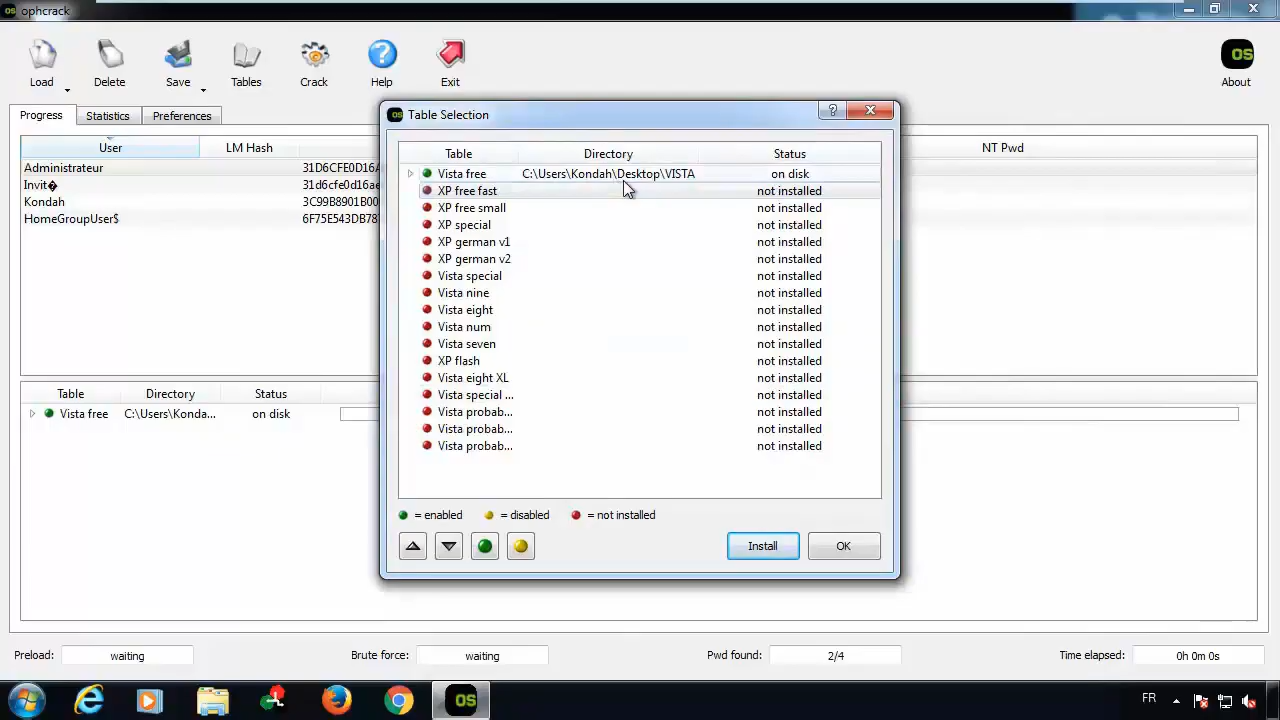 OS ophcrack
Load Delete Save Tables Crack Help Exit OS About
Progress Statistics Preferences
User LM Hash NT Pwd
Administrateur 31D6CFE0D16A
Invit� 31d6cfe0d16ae
Kondah 3C99B8901B00
HomeGroupUser$ 6F75E543DB78
Table Directory Status
Vista free C:\Users\Konda... on disk
OS Table Selection
Table Directory Status
Vista free C:\Users\Kondah\Desktop\VISTA on disk
XP free fast not installed
XP free small not installed
XP special not installed
XP german v1 not installed
XP german v2 not installed
Vista special not installed
Vista nine not installed
Vista eight not installed
Vista num not installed
Vista seven not installed
XP flash not installed
Vista eight XL not installed
Vista special ... not installed
Vista probab... not installed
Vista probab... not installed
Vista probab... not installed
= enabled = disabled = not installed
Install OK
Preload: waiting Brute force: waiting Pwd found: 2/4 Time elapsed: 0h 0m 0s
OS FR